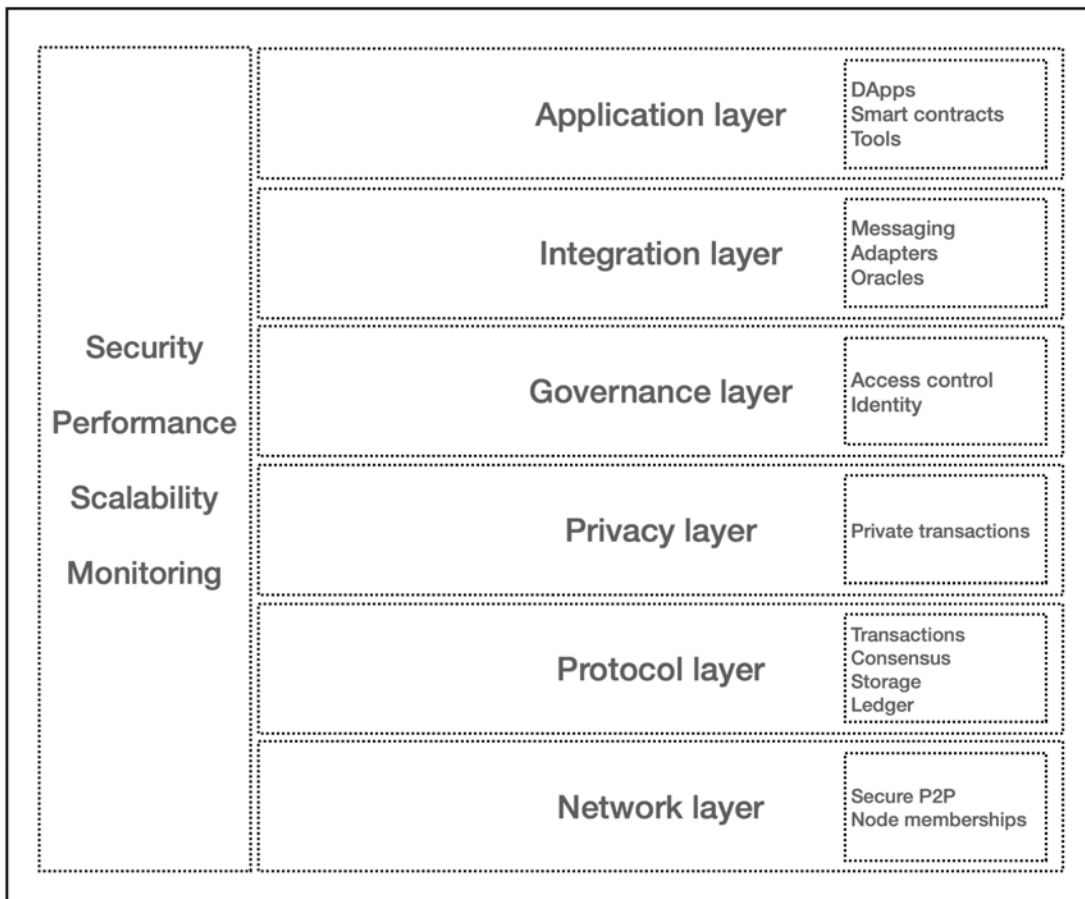 Security
Performance
Scalability
Monitoring
Application layer
DApps
Smart contracts
Tools
Integration layer
Messaging
Adapters
Oracles
Governance layer
Access control
Identity
Privacy layer
Private transactions
Protocol layer
Transactions
Consensus
Storage
Ledger
Network layer
Secure P2P
Node memberships